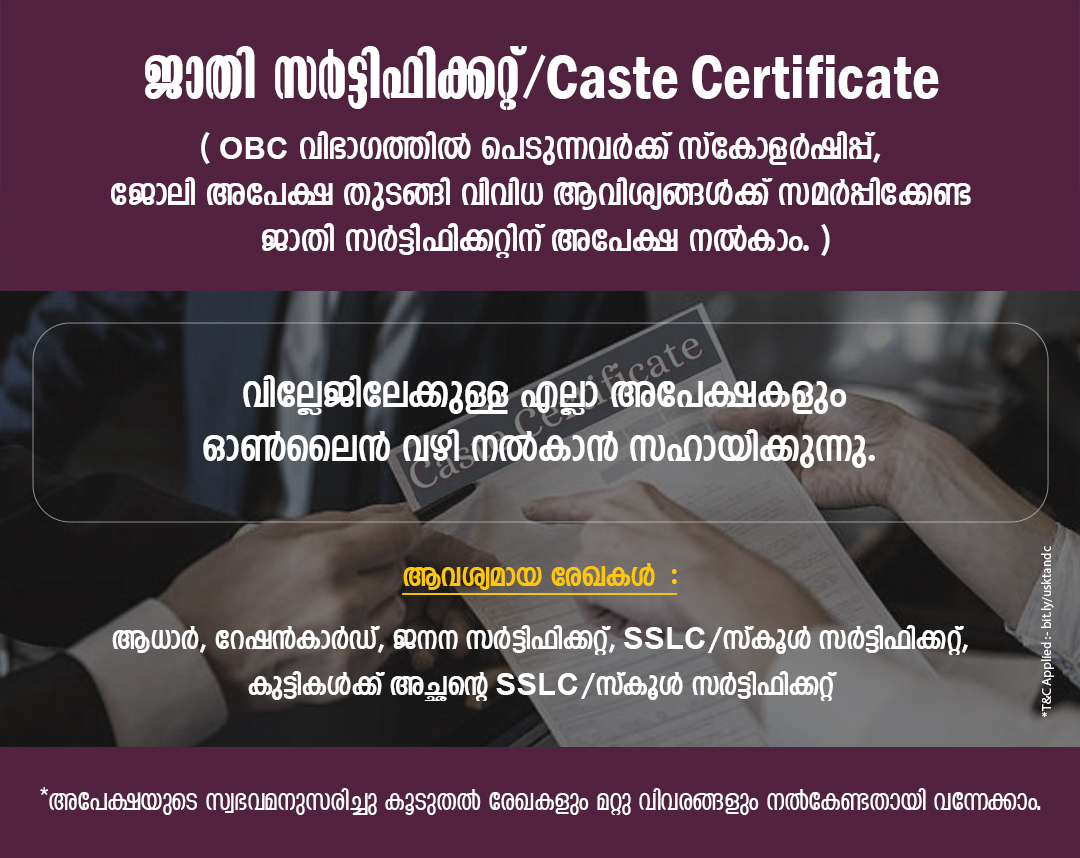 ജാതി സർട്ടിഫിക്കറ്റ്/Caste Certificate
( OBC വിഭാഗത്തിൽ പെടുന്നവർക്ക് സ്കോളർഷിപ്പ്,
ജോലി അപേക്ഷ തുടങ്ങി വിവിധ ആവിശ്യങ്ങൾക്ക് സമർപ്പിക്കേണ്ട
ജാതി സർട്ടിഫിക്കറ്റിന് അപേക്ഷ നൽകാം. )
Caste Certificate
വില്ലേജിലേക്കുള്ള എല്ലാ അപേക്ഷകളും
ഓൺലൈൻ വഴി നൽകാൻ സഹായിക്കുന്നു.
ആവശ്യമായ രേഖകൾ :
ആധാർ, റേഷൻകാർഡ്, ജനന സർട്ടിഫിക്കറ്റ്, SSLC/സ്കൂൾ സർട്ടിഫിക്കറ്റ്,
കുട്ടികൾക്ക് അച്ഛന്റെ SSLC/സ്കൂൾ സർട്ടിഫിക്കറ്റ്
*T&C Applied :- bit.ly/usktandc
*അപേക്ഷയുടെ സ്വഭവമനുസരിച്ചു കൂടുതൽ രേഖകളും മറ്റു വിവരങ്ങളും നൽകേണ്ടതായി വന്നേക്കാം.